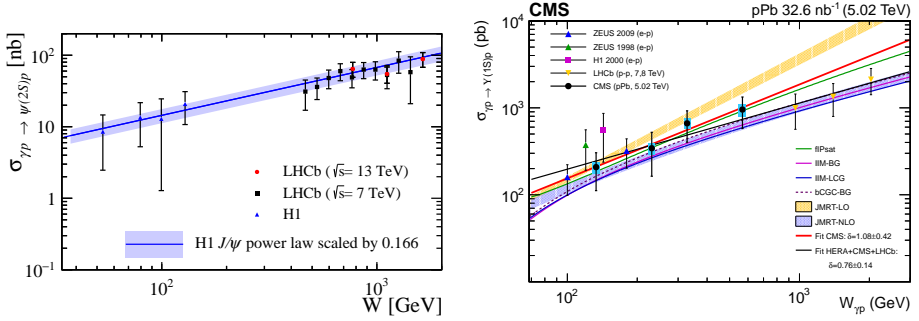 σγp → ψ(2S)p [nb]
10²
10
1
10⁻¹
LHCb (√s= 13 TeV)
LHCb (√s= 7 TeV)
H1
H1 J/ψ power law scaled by 0.166
10²
10³
W [GeV]
CMS
pPb 32.6 nb⁻¹ (5.02 TeV)
σγp → Υ(1S)p (pb)
10⁴
10³
10²
ZEUS 2009 (e-p)
ZEUS 1998 (e-p)
H1 2000 (e-p)
LHCb (p-p, 7,8 TeV)
CMS (pPb, 5.02 TeV)
fIPsat
IIM-BG
IIM-LCG
bCGC-BG
JMRT-LO
JMRT-NLO
Fit CMS: δ=1.08±0.42
Fit HERA+CMS+LHCb:
δ=0.76±0.14
10²
10³
Wγp (GeV)